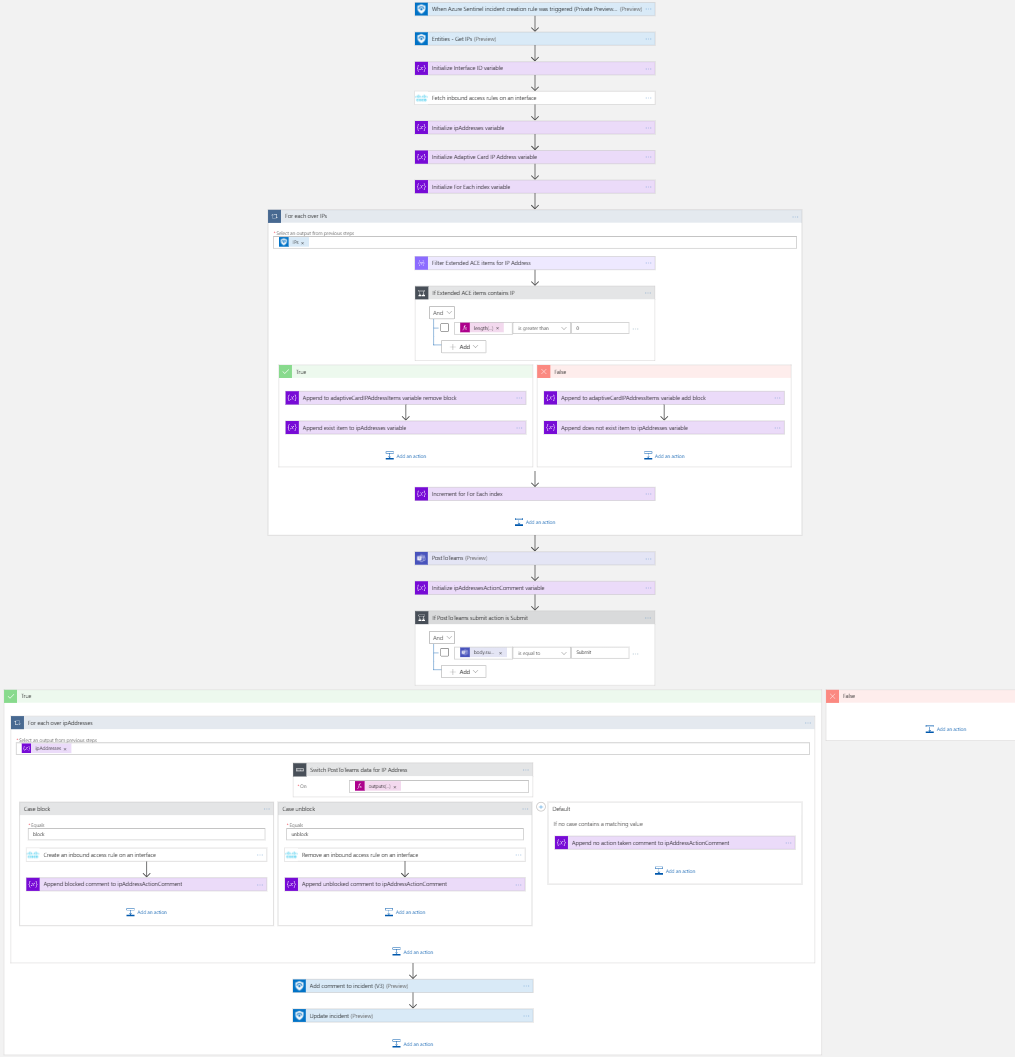 When Azure Sentinel incident creation rule was triggered (Private Preview... (Preview)
Entities - Get IPs (Preview)
Initialize Interface ID variable
Fetch inbound access rules on an interface
Initialize ipAddresses variable
Initialize Adaptive Card IP Address variable
Initialize For Each index variable
For each over IPs
* Select an output from previous steps
IPs ×
Filter Extended ACE items for IP Address
If Extended ACE items contains IP
And
fx length(...) × is greater than 0
+ Add
True
Append to adaptiveCardIPAddressItems variable remove block
Append exist item to ipAddresses variable
Add an action
False
Append to adaptiveCardIPAddressItems variable add block
Append does not exist item to ipAddresses variable
Add an action
Increment for For Each index
Add an action
PostToTeams (Preview)
Initialize ipAddressesActionComment variable
If PostToTeams submit action is Submit
And
body.su... × is equal to Submit
+ Add
True
For each over ipAddresses
* Select an output from previous steps
ipAddresses ×
Switch PostToTeams data for IP Address
* On fx outputs(...) ×
Case block
* Equals
block
Create an inbound access rule on an interface
Append blocked comment to ipAddressActionComment
Add an action
Case unblock
* Equals
unblock
Remove an inbound access rule on an interface
Append unblocked comment to ipAddressActionComment
Add an action
Default
If no case contains a matching value
Append no action taken comment to ipAddressActionComment
Add an action
Add an action
Add comment to incident (V3) (Preview)
Update incident (Preview)
Add an action
False
Add an action